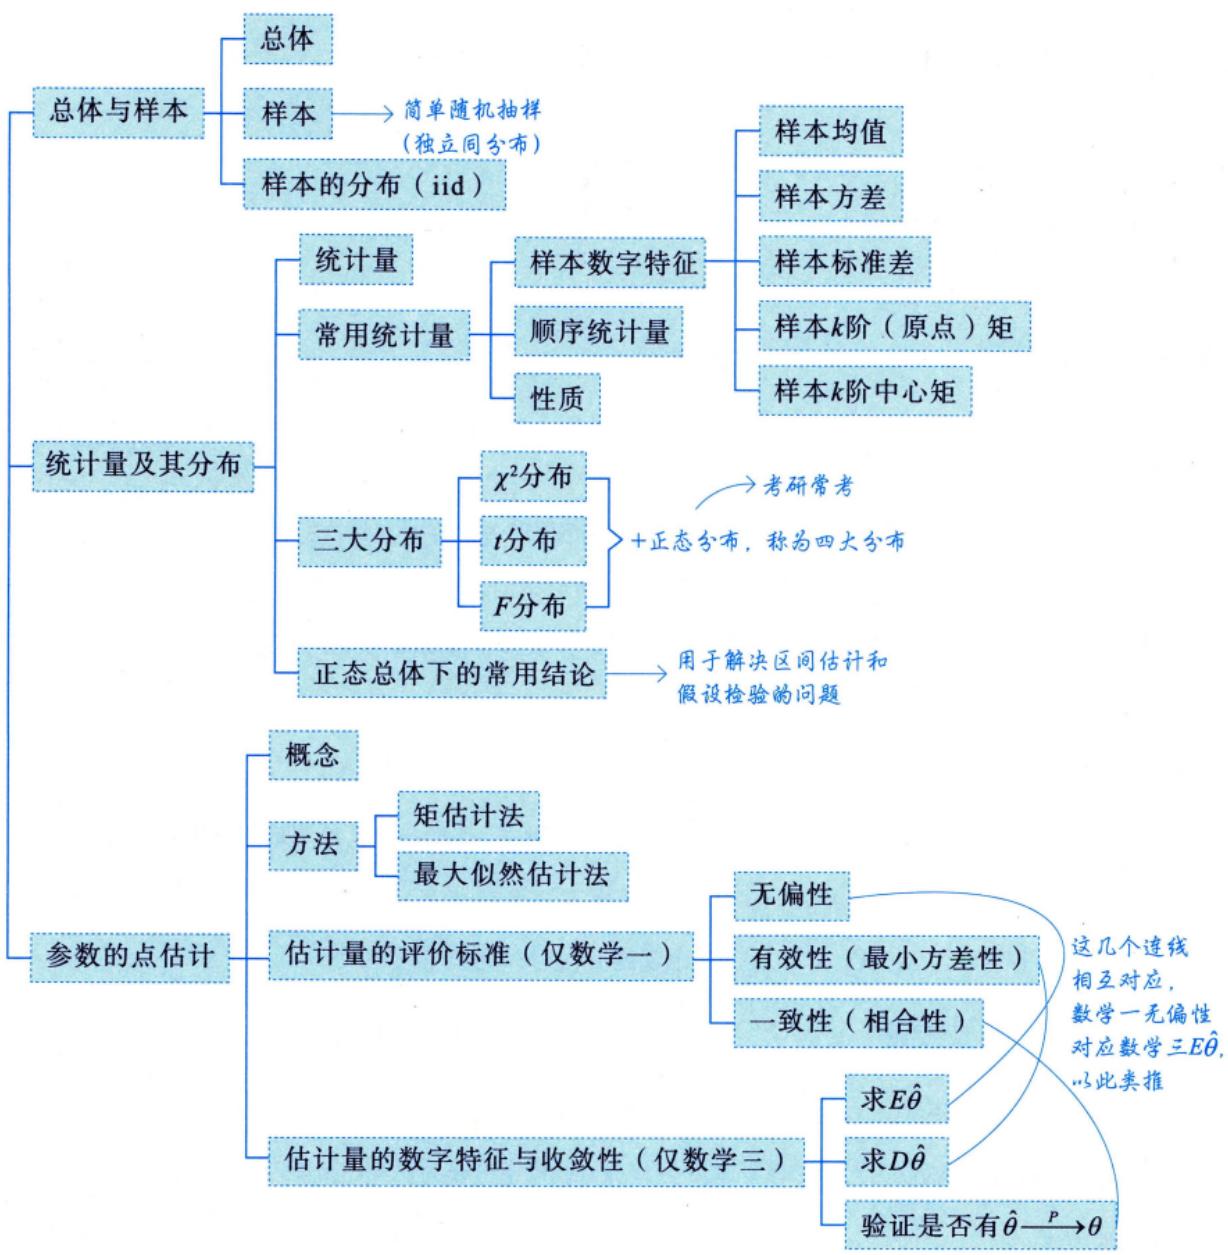 总体
总体与样本
样本
简单随机抽样
(独立同分布)
样本的分布（iid）
统计量
常用统计量
样本数字特征
样本均值
样本方差
样本标准差
样本k阶（原点）矩
样本k阶中心矩
顺序统计量
性质
统计量及其分布
三大分布
χ²分布
t分布
F分布
考研常考
+正态分布，称为四大分布
正态总体下的常用结论
用于解决区间估计和
假设检验的问题
概念
方法
矩估计法
最大似然估计法
参数的点估计
估计量的评价标准（仅数学一）
无偏性
有效性（最小方差性）
一致性（相合性）
这几个连线
相互对应，
数学一无偏性
对应数学三Eθ̂，
以此类推
估计量的数字特征与收敛性（仅数学三）
求Eθ̂
求Dθ̂
验证是否有θ̂ —P→ θ